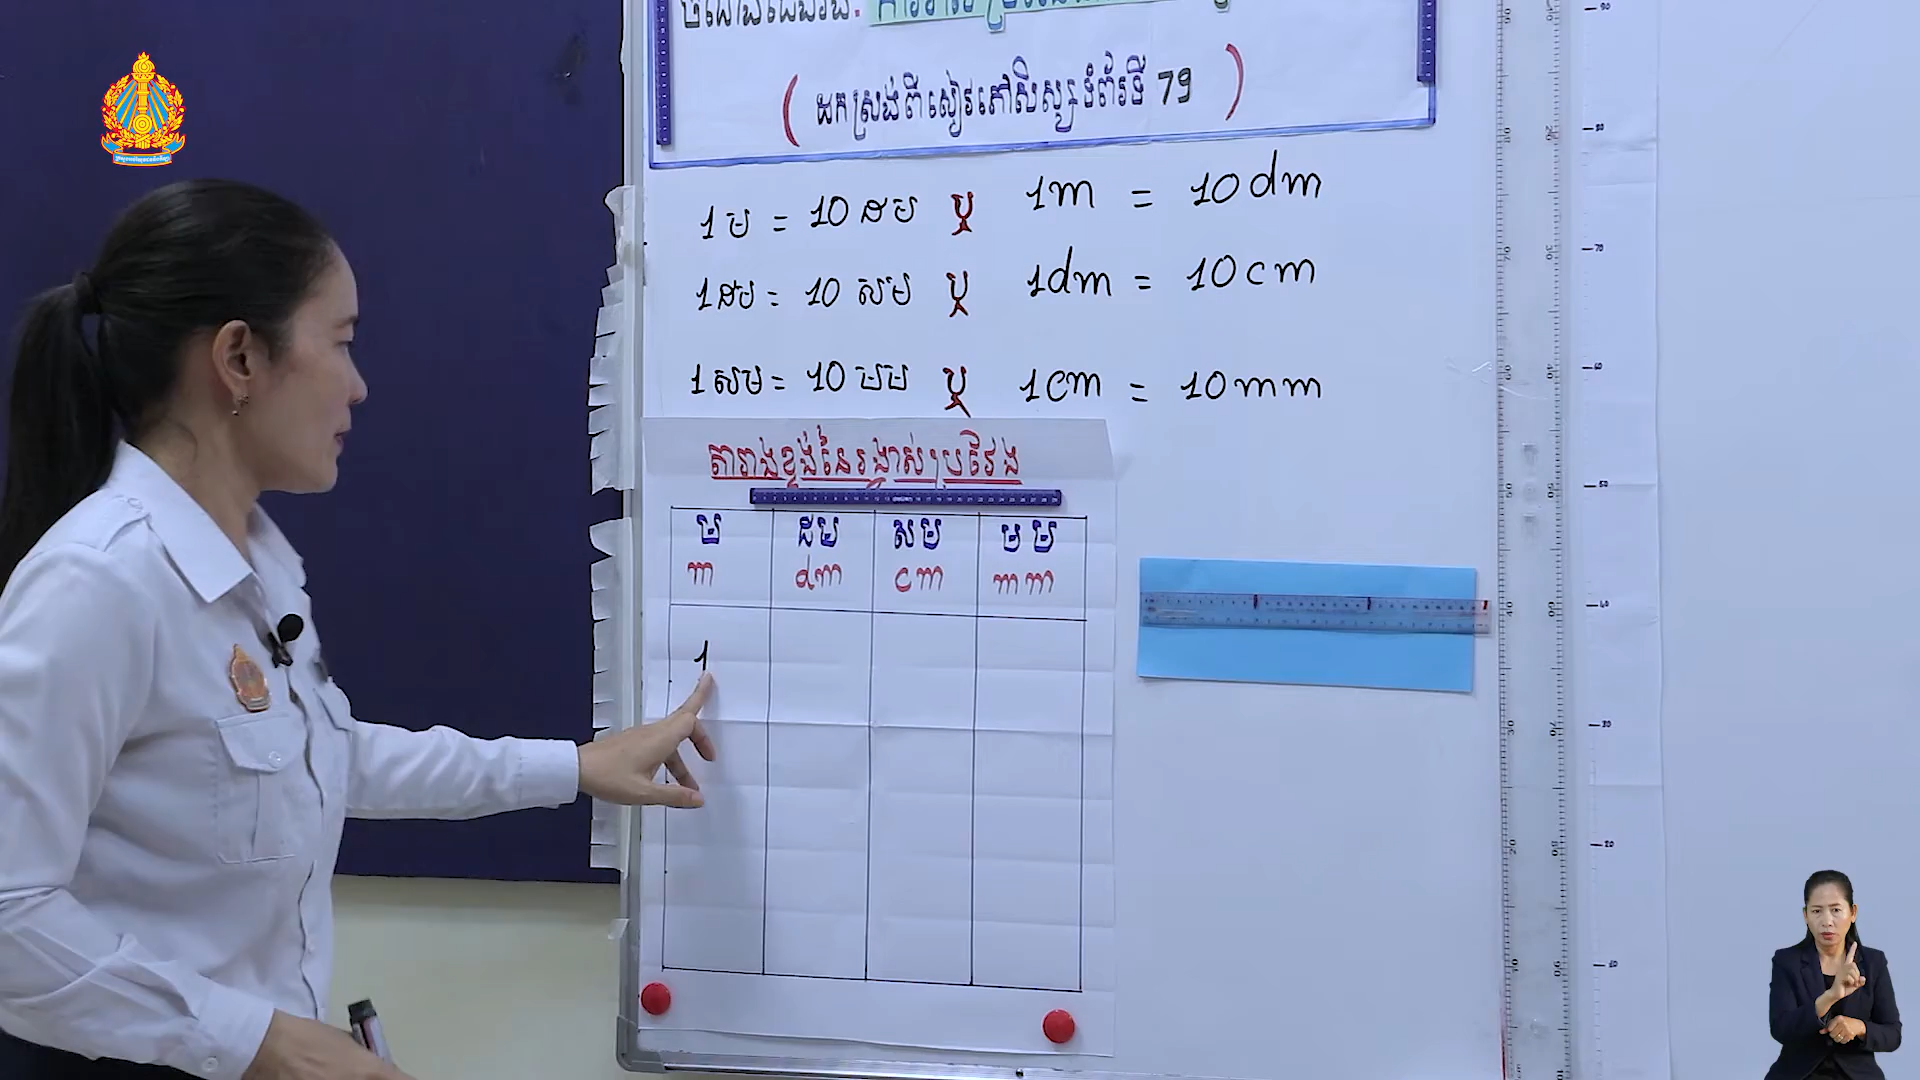 (ដកស្រង់ពីសៀវភៅសិស្សទំព័រទី 79)
1ម = 10 ដម ឬ 1m = 10dm
1ដម = 10 សម ឬ 1dm = 10cm
1សម = 10 មម ឬ 1cm = 10mm
តារាងខ្នងនៃរង្វាស់ប្រវែង
ម ដម សម មម
m dm cm mm
1